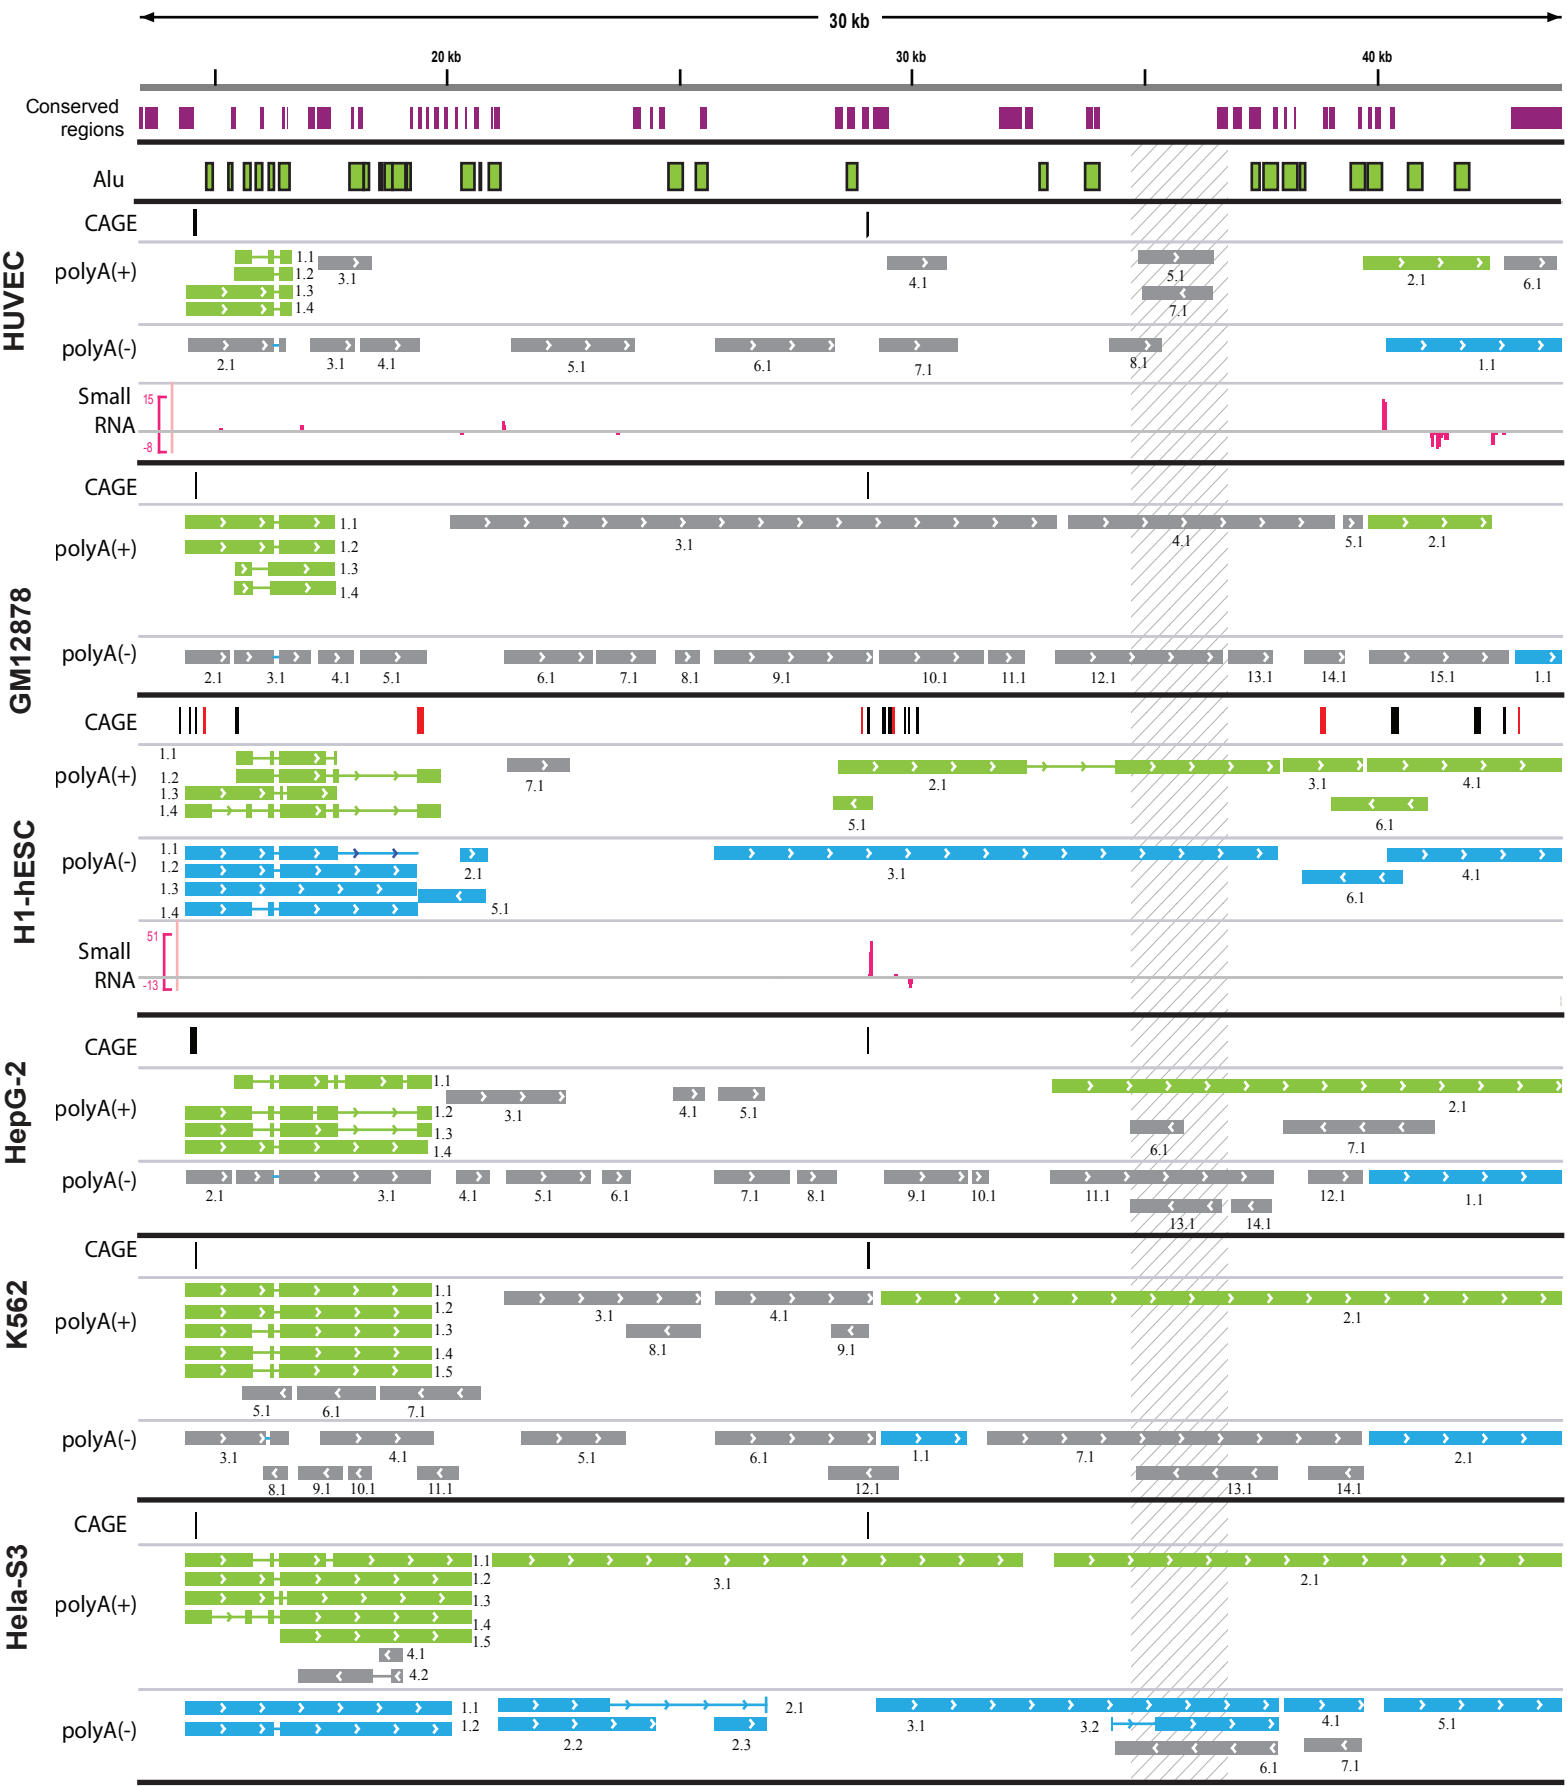 30 kb
20 kb 30 kb 40 kb
Conserved
regions
Alu
HUVEC
CAGE
polyA(+)
1.1
1.2
1.3
1.4
3.1
4.1
5.1
7.1
2.1
6.1
polyA(-)
2.1 3.1 4.1 5.1 6.1 7.1 8.1 1.1
Small
RNA
15
-8
GM12878
CAGE
polyA(+)
1.1
1.2
1.3
1.4
3.1 4.1 5.1 2.1
polyA(-)
2.1 3.1 4.1 5.1 6.1 7.1 8.1 9.1 10.1 11.1 12.1 13.1 14.1 15.1 1.1
H1-hESC
CAGE
polyA(+)
1.1
1.2
1.3
1.4
7.1 2.1 3.1 4.1
5.1 6.1
polyA(-)
1.1
1.2
1.3
1.4
2.1 3.1 4.1
5.1 6.1
Small
RNA
51
-13
HepG-2
CAGE
polyA(+)
1.1
1.2
1.3
1.4
3.1 4.1 5.1 2.1
6.1 7.1
polyA(-)
2.1 3.1 4.1 5.1 6.1 7.1 8.1 9.1 10.1 11.1 12.1 1.1
13.1 14.1
K562
CAGE
polyA(+)
1.1
1.2
1.3
1.4
1.5
3.1 4.1 2.1
8.1 9.1
5.1 6.1 7.1
polyA(-)
3.1 4.1 5.1 6.1 1.1 7.1 2.1
8.1 9.1 10.1 11.1 12.1 13.1 14.1
Hela-S3
CAGE
polyA(+)
1.1
1.2
1.3
1.4
1.5
3.1 2.1
4.1
4.2
polyA(-)
1.1
1.2
2.1
2.2 2.3
3.1 3.2 4.1 5.1
6.1 7.1